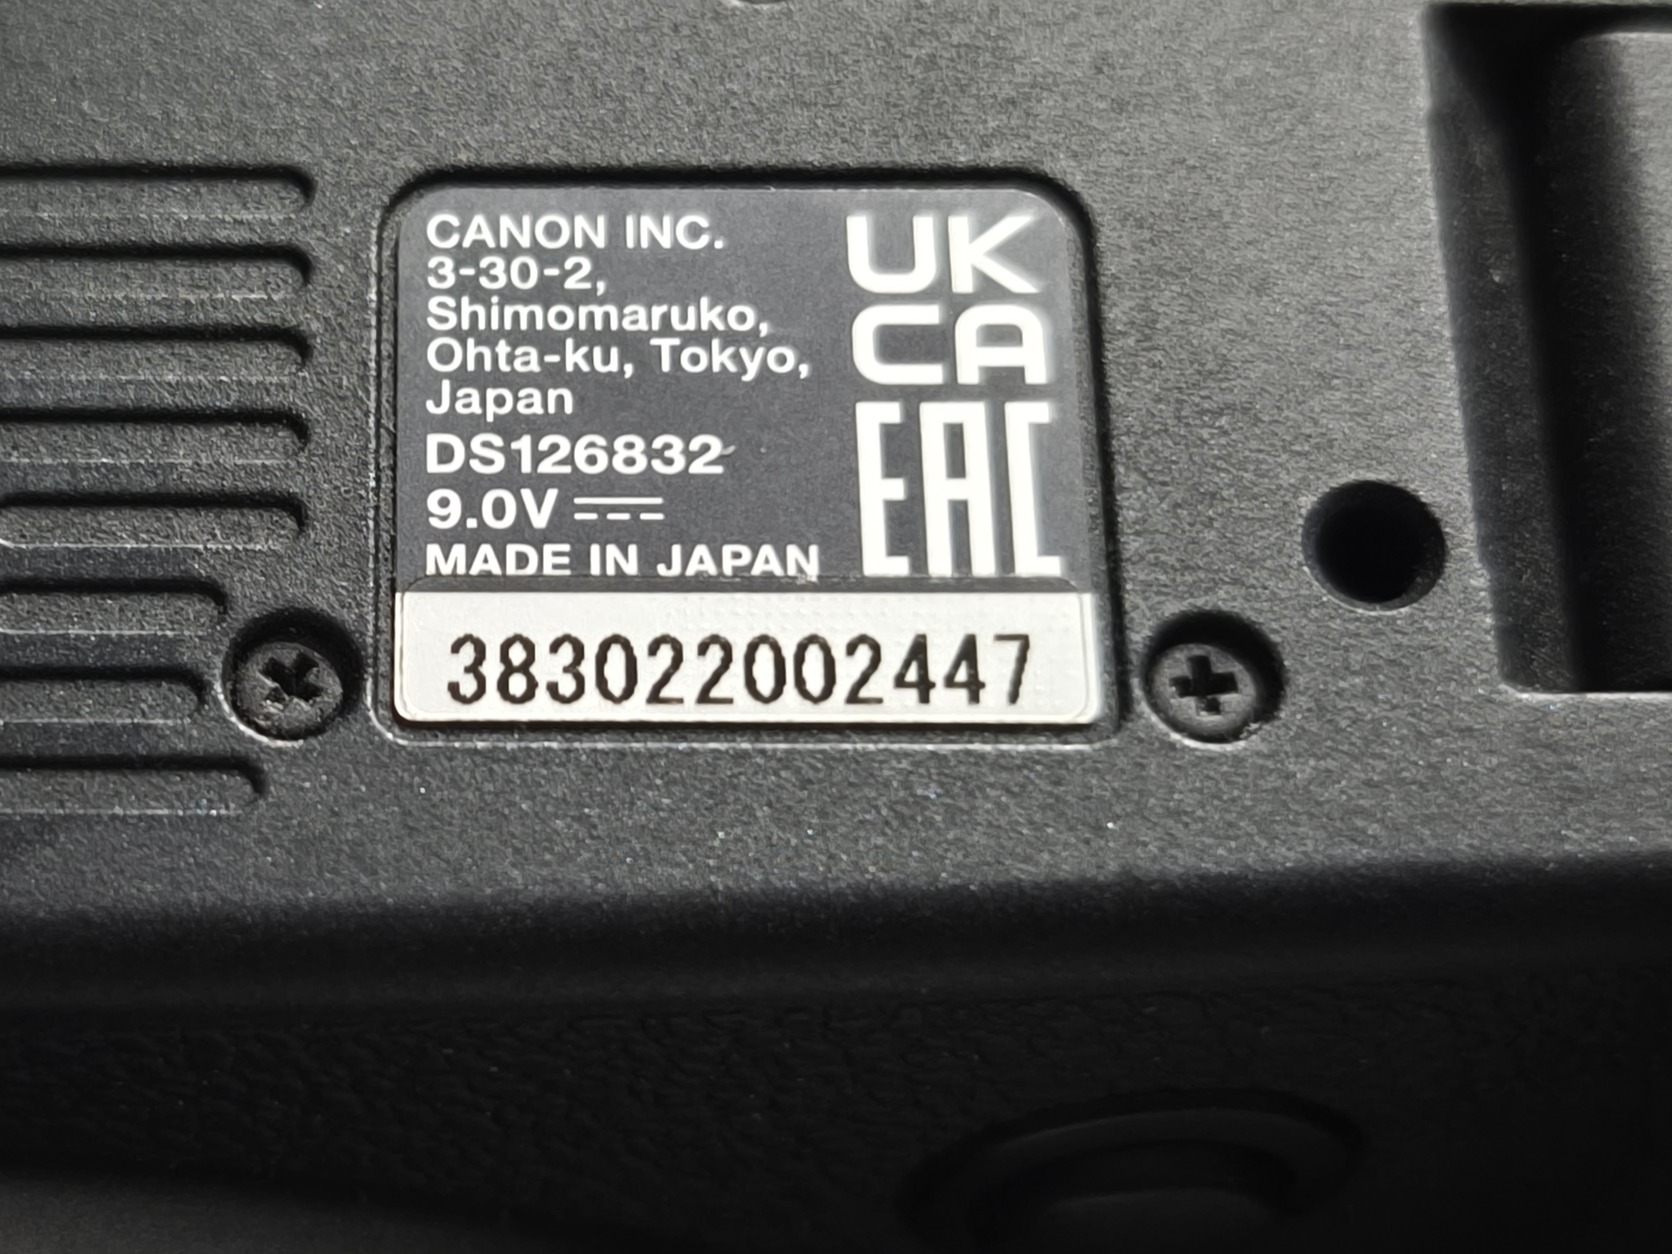 CANON INC.
3-30-2,
Shimomaruko,
Ohta-ku, Tokyo,
Japan
DS126832
9.0V
MADE IN JAPAN
UK
CA
EAC
383022002447